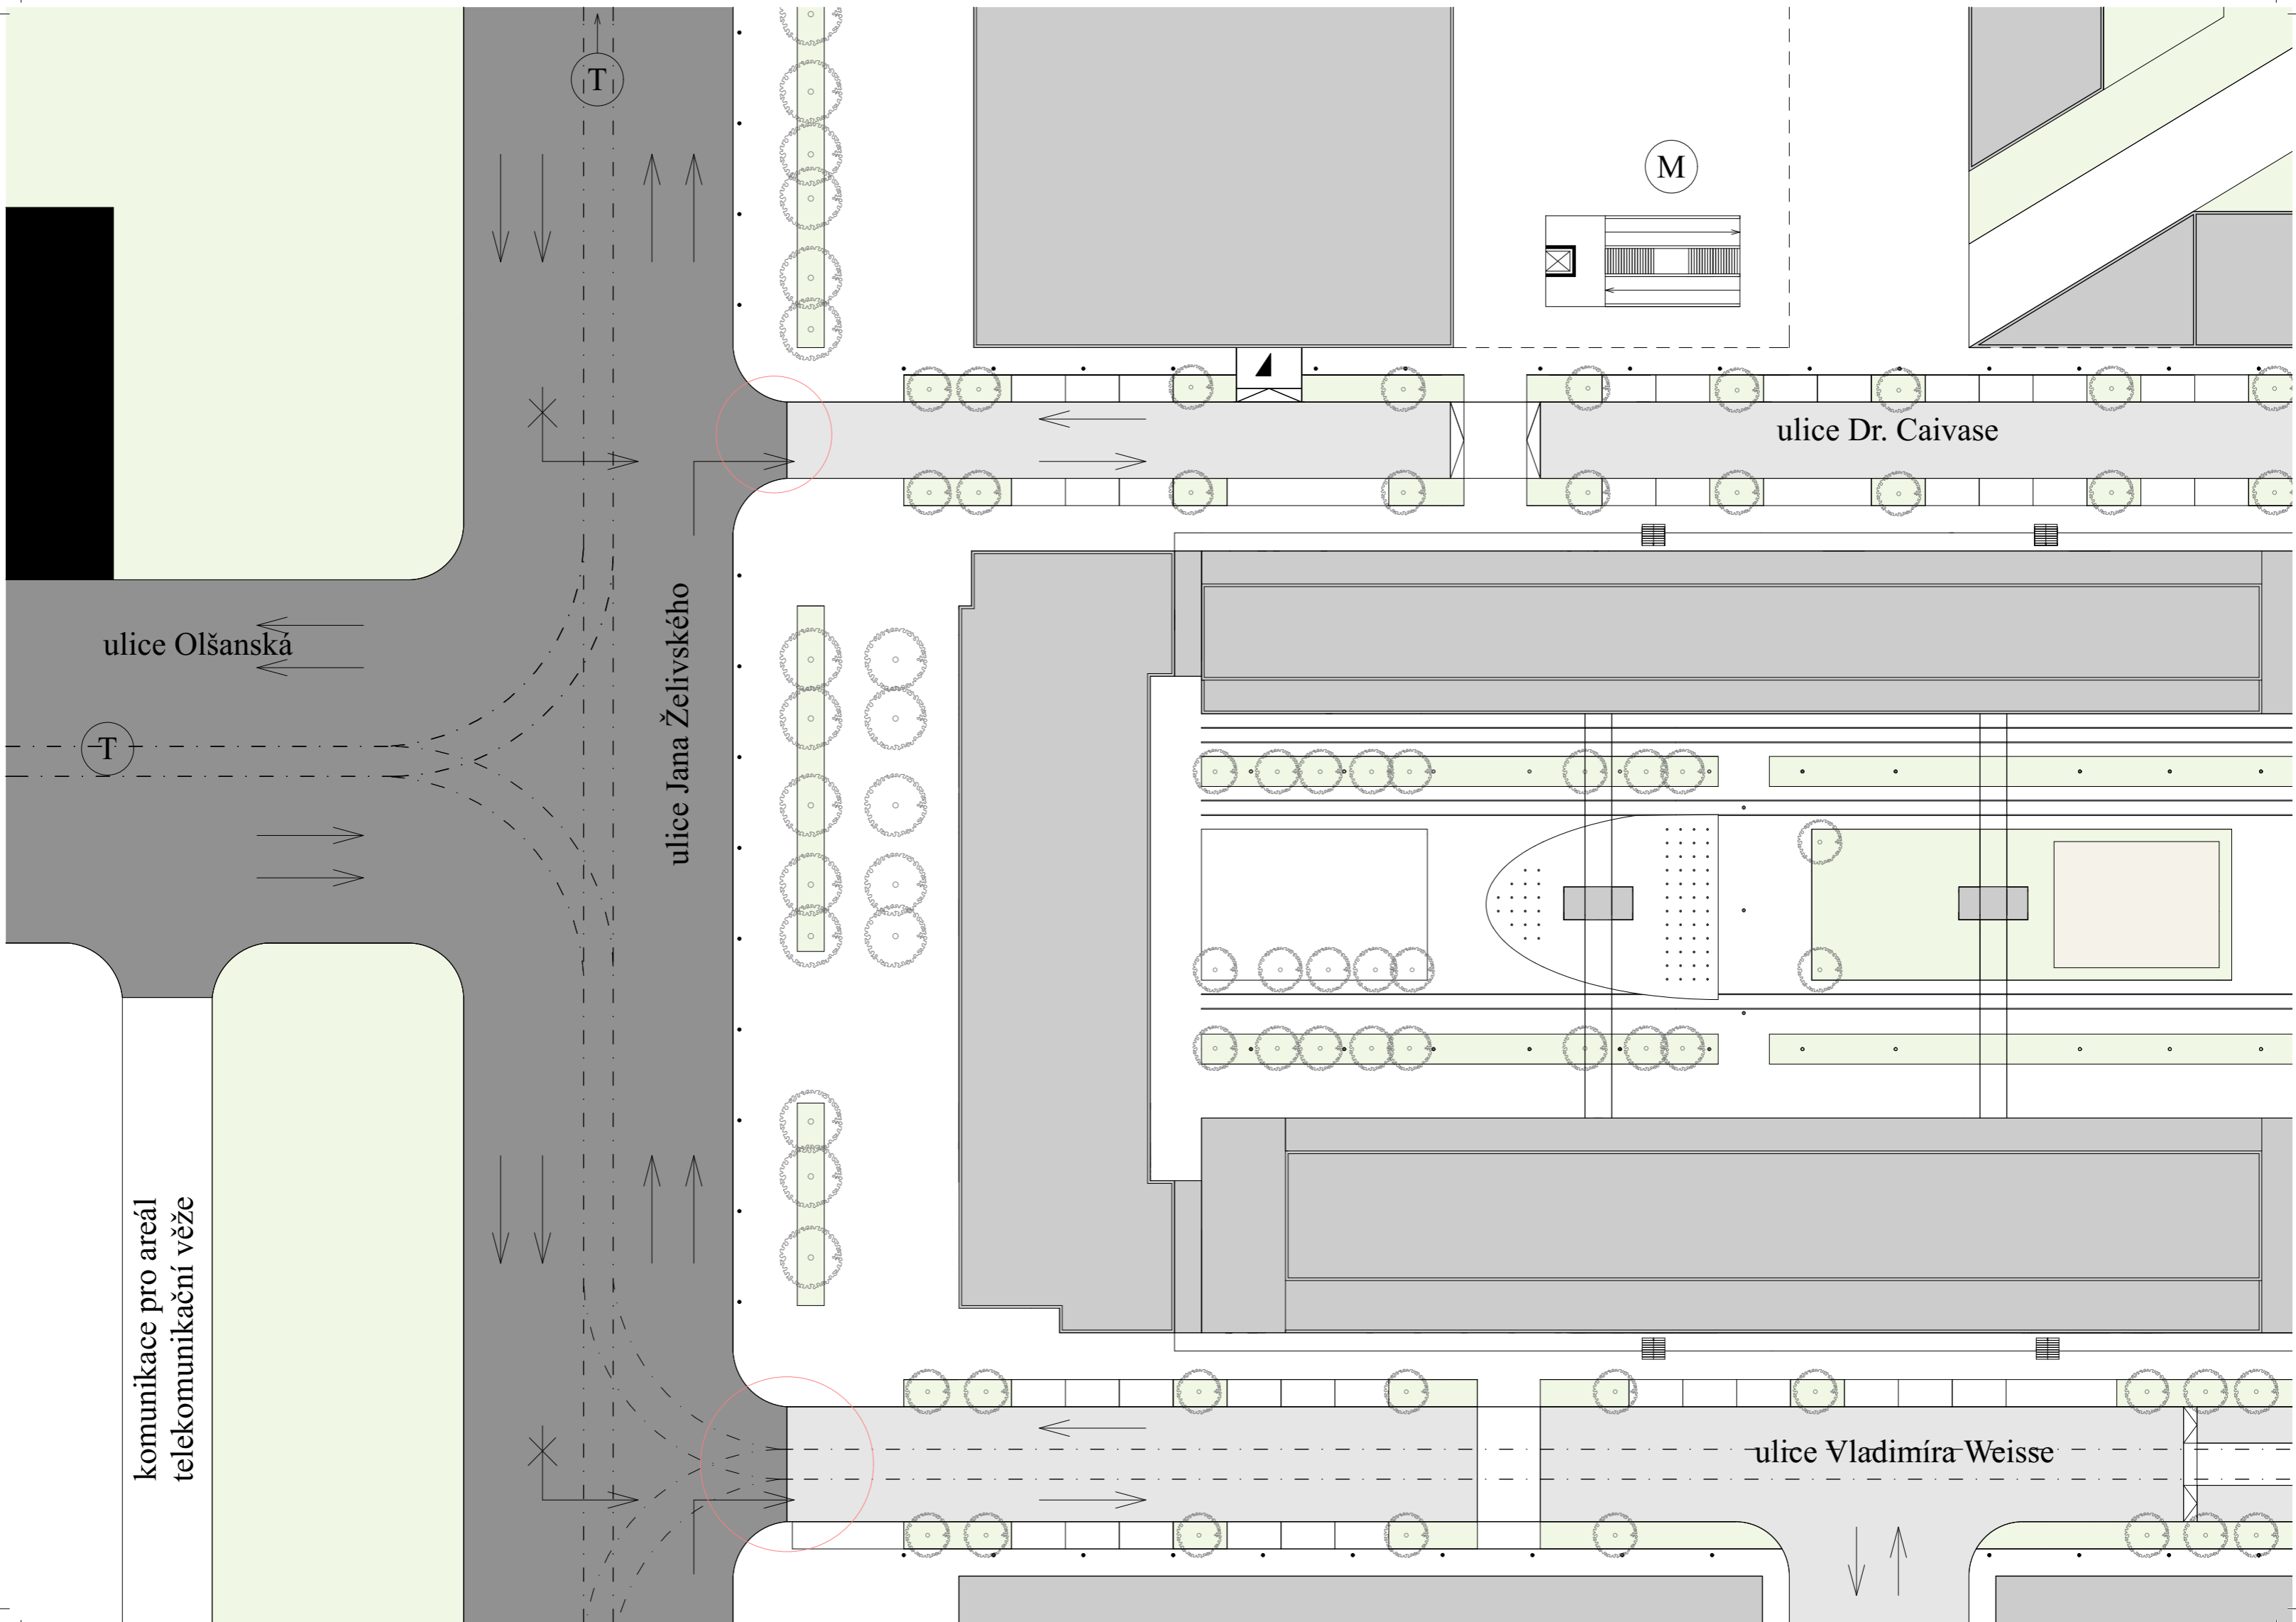 T
M
ulice Dr. Caivase
ulice Olšanská
ulice Jana Želivského
T
komunikace pro areál
telekomunikační věže
ulice Vladimíra Weisse